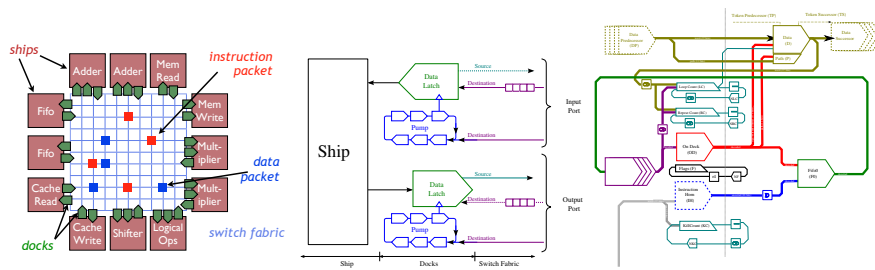 ships
instruction
packet
Adder
Adder
Mem
Read
Fifo
Mem
Write
Fifo
Mult-
iplier
Cache
Read
Mult-
iplier
data
packet
docks
Cache
Write
Shifter
Logical
Ops
switch fabric
Ship
Data
Latch
Source
Destination
Pump
Destination
Input
Port
Data
Latch
Source
Destination
Pump
Destination
Output
Port
Ship
Docks
Switch Fabric
Token Predecessor (TP)
Token Successor (TS)
Data
Predecessor
(DP)
Data
(D)
Path (P)
Data
Successor
Loop Count (LC)
Repeat Count (RC)
On Deck
(OD)
Flags (F)
Instruction
Horn
(IH)
Kill Count (KC)